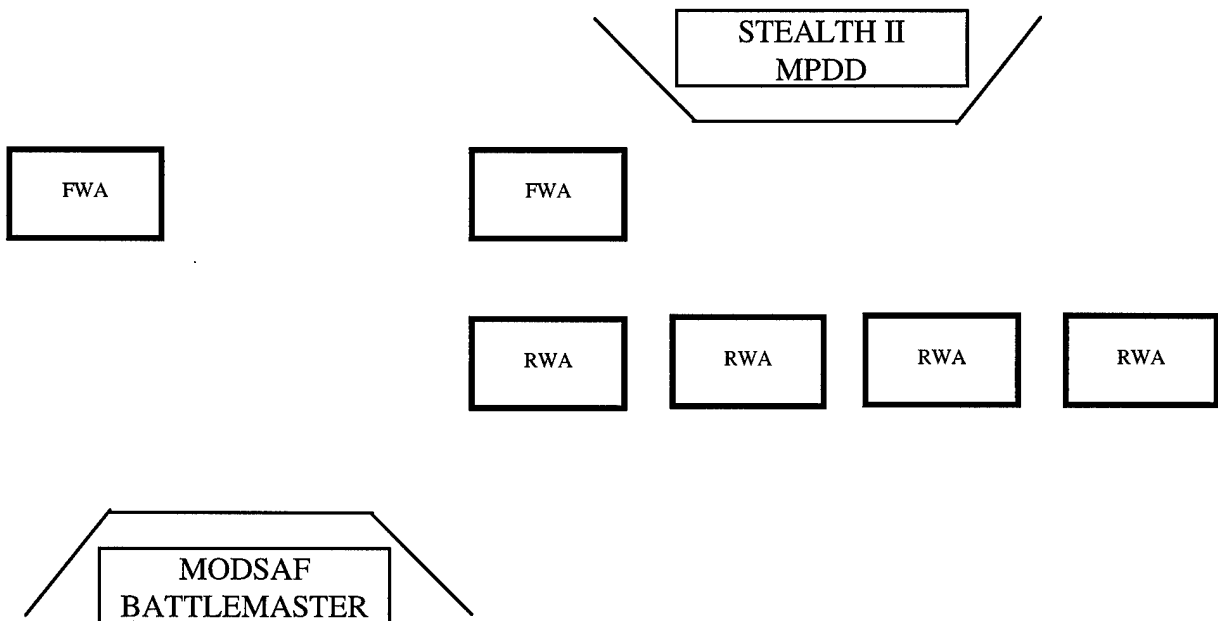 STEALTH II
MPDD
FWA
FWA
RWA
RWA
RWA
RWA
MODSAF
BATTLEMASTER